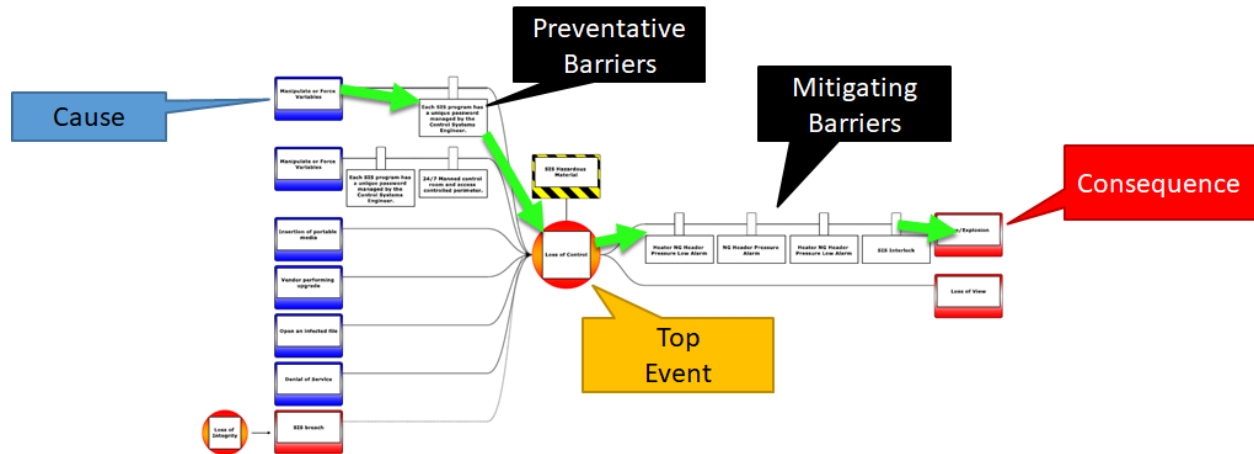 Preventative
Barriers
Mitigating
Barriers
Cause
Consequence
Top
Event
Manipulate or Force
Variables
Each SIS program has
a unique password
managed by the
Control Systems
Engineer.
Manipulate or Force
Variables
Each SIS program has
a unique password
managed by the
Control Systems
Engineer.
24/7 Manned control
room and access
controlled perimeter.
SIS Hazardous
Material
Insertion of portable
media
Loss of Control
Heater NG Header
Pressure Low Alarm
NG Header Pressure
Alarm
Heater NG Header
Pressure Low Alarm
SIS Interlock
/Explosion
Vendor performing
upgrade
Loss of View
Open an infected file
Denial of Service
Loss of
Integrity
SIS breach